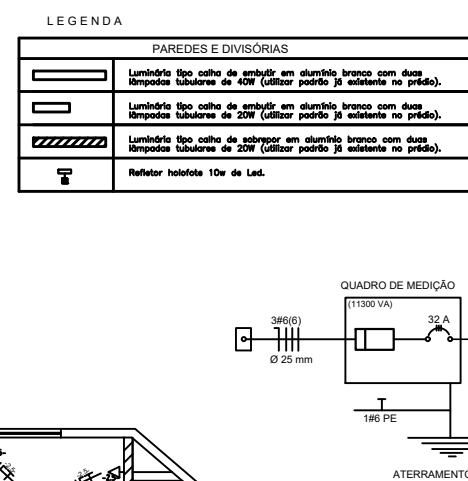 LEGENDA
PAREDES E DIVISÓRIAS
Luminária tipo calha de embutir em alumínio branco com duas
lâmpadas tubulares de 40W (utilizar padrão já existente no prédio).
Luminária tipo calha de embutir em alumínio branco com duas
lâmpadas tubulares de 20W (utilizar padrão já existente no prédio).
Luminária tipo calha de sobrepor em alumínio branco com duas
lâmpadas tubulares de 20W (utilizar padrão já existente no prédio).
Refletor holofote 10w de Led.
QUADRO DE MEDIÇÃO
(11300 VA)
3#6(6)
32 A
Ø 25 mm
1#6 PE
ATERRAMENTO